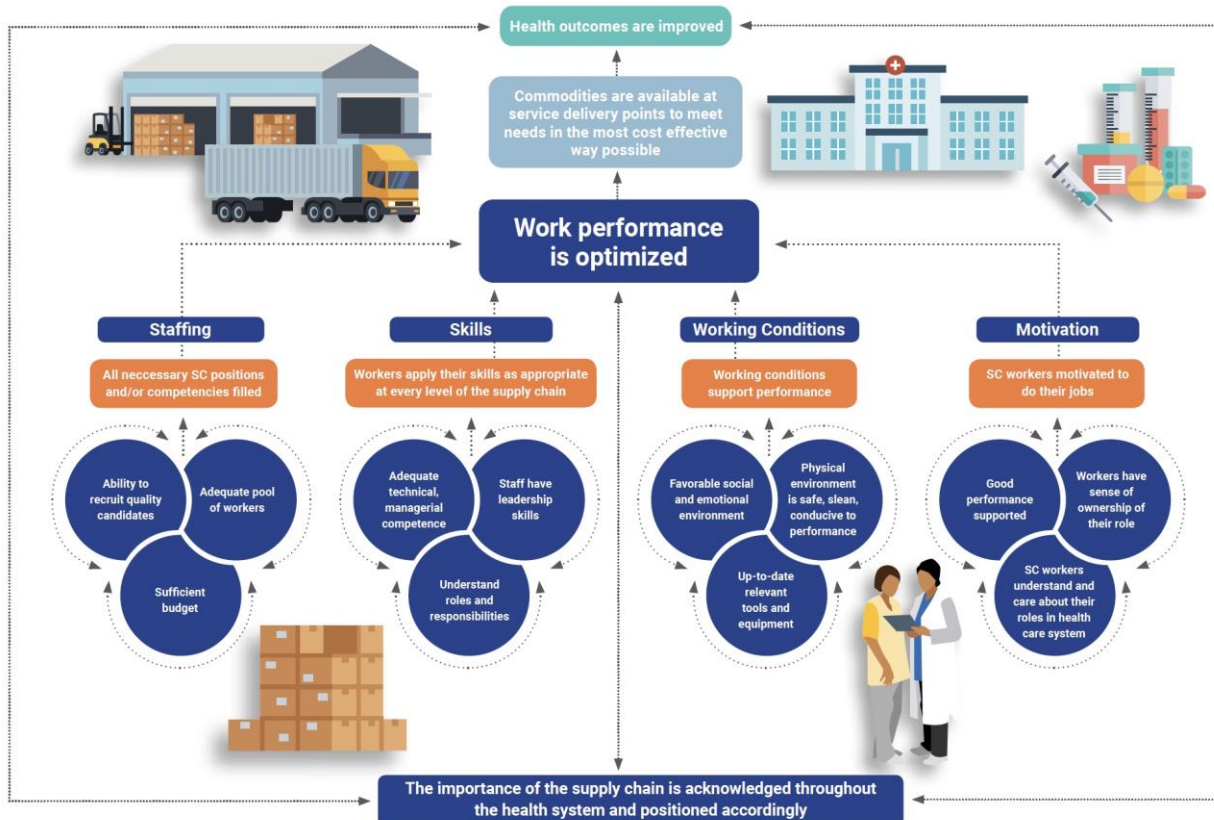 Health outcomes are improved
Commodities are available at
service delivery points to meet
needs in the most cost effective
way possible
Work performance
is optimized
Staffing
All neccessary SC positions
and/or competencies filled
Ability to
recruit quality
candidates
Adequate pool
of workers
Sufficient
budget
Skills
Workers apply their skills as appropriate
at every level of the supply chain
Adequate
technical,
managerial
competence
Staff have
leadership
skills
Understand
roles and
responsibilities
Working Conditions
Working conditions
support performance
Favorable social
and emotional
environment
Physical
environment
is safe, slean,
conducive to
performance
Up-to-date
relevant
tools and
equipment
Motivation
SC workers motivated to
do their jobs
Good
performance
supported
Workers have
sense of
ownership of
their role
SC workers
understand and
care about their
roles in health
care system
The importance of the supply chain is acknowledged throughout
the health system and positioned accordingly